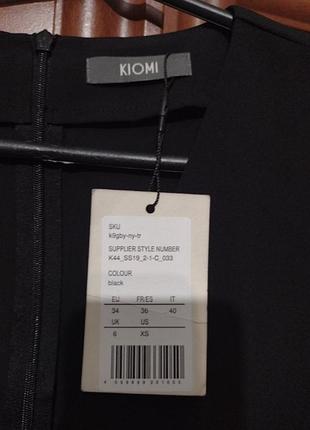 KIOMI
SKU
k9gby-ny-tr
SUPPLIER STYLE NUMBER
K44_SS19_2-1-C_033
COLOUR
black
EU FR/ES IT
34 36 40
UK US
6 XS